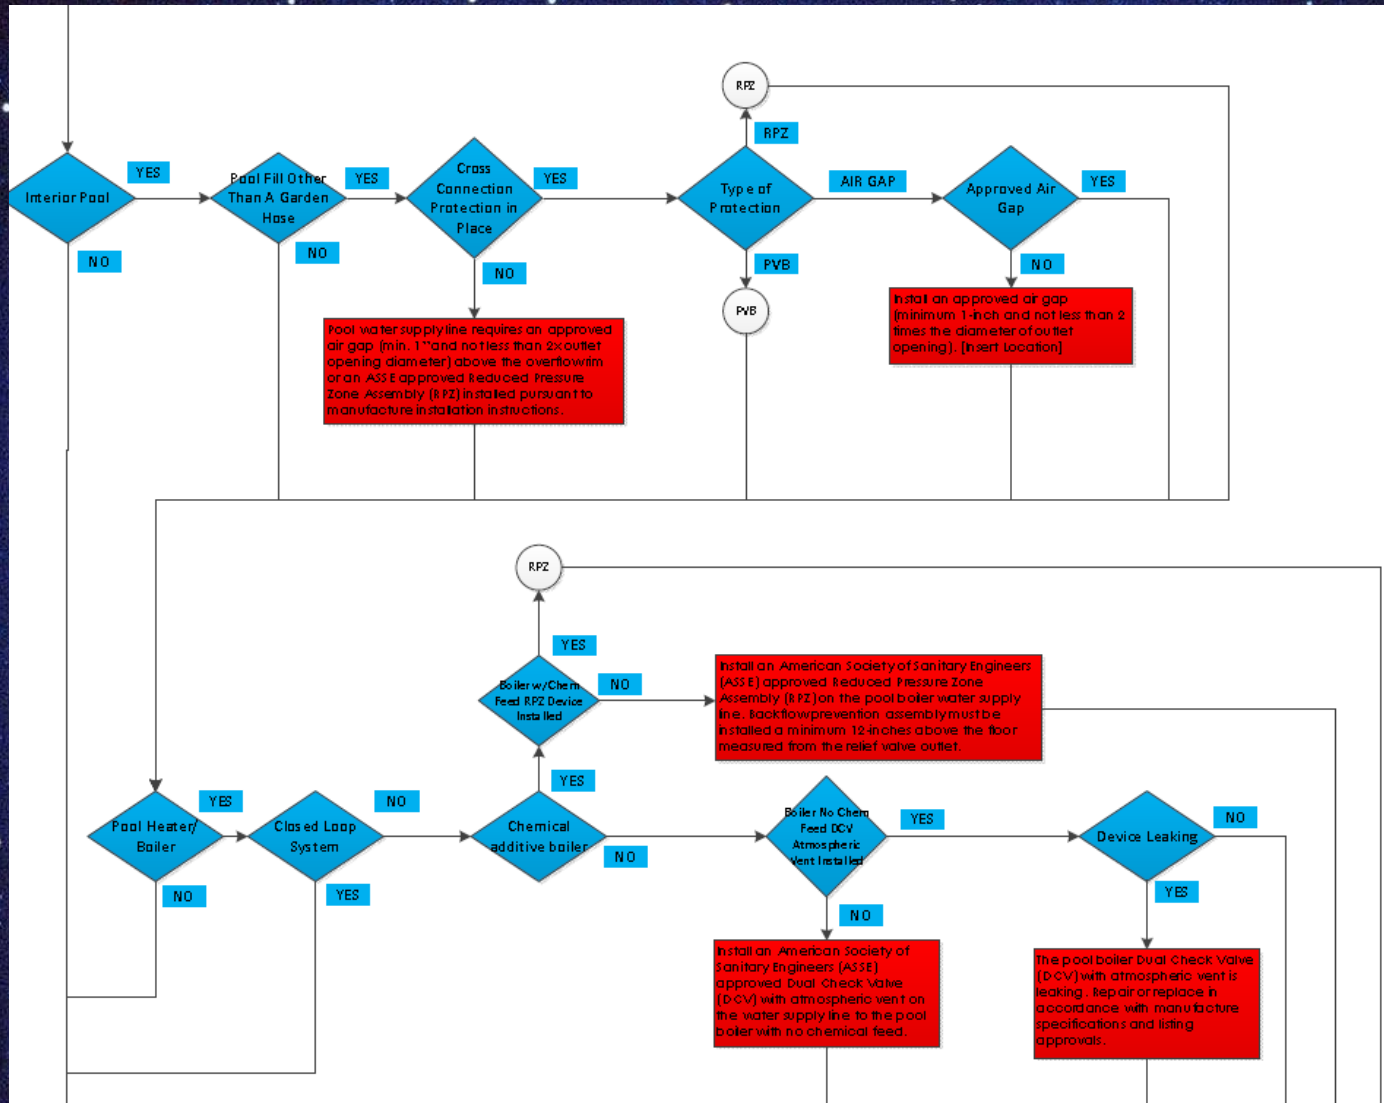 RPZ
RPZ
Interior Pool
YES
Pool Fill Other
Than A Garden
Hose
YES
Cross
Connection
Protection in
Place
YES
Type of
Protection
AIR GAP
Approved Air
Gap
YES
NO
NO
NO
PVB
NO
PVB
Pool water supply line requires an approved
air gap (min. 1" and not less than 2x outlet
opening diameter) above the overflow rim
or an ASSE approved Reduced Pressure
Zone Assembly (RPZ) installed pursuant to
manufacture installation instructions.
Install an approved air gap
(minimum 1-inch and not less than 2
times the diameter of outlet
opening). [Insert Location]
RPZ
YES
Boiler w/Chem
Feed RPZ Device
Installed
NO
Install an American Society of Sanitary Engineers
(ASSE) approved Reduced Pressure Zone
Assembly (RPZ) on the pool boiler water supply
line. Backflow prevention assembly must be
installed a minimum 12-inches above the floor
measured from the relief valve outlet.
YES
Pool Heater/
Boiler
YES
Closed Loop
System
NO
Chemical
additive boiler
NO
Boiler No Chem
Feed DCV
Atmospheric
Vent Installed
YES
Device Leaking
NO
NO
YES
NO
YES
Install an American Society of
Sanitary Engineers (ASSE)
approved Dual Check Valve
(DCV) with atmospheric vent on
the water supply line to the pool
boiler with no chemical feed.
The pool boiler Dual Check Valve
(DCV) with atmospheric vent is
leaking. Repair or replace in
accordance with manufacture
specifications and listing
approvals.